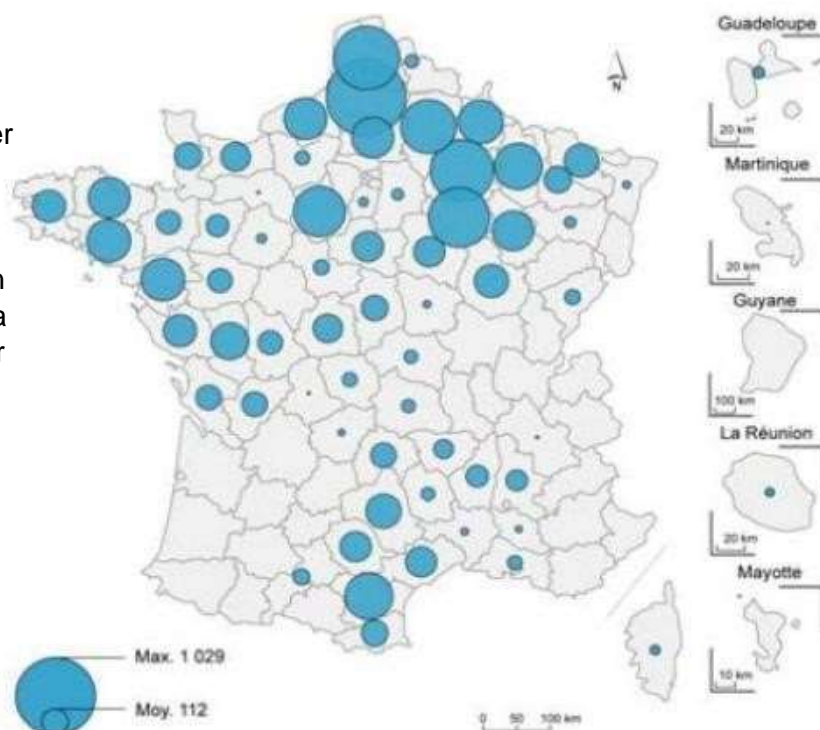 er
n
a
r
N
Guadeloupe
20 km
Martinique
20 km
Guyane
100 km
La Réunion
20 km
Mayotte
10 km
Max. 1 029
Moy. 112
0 50 100 km